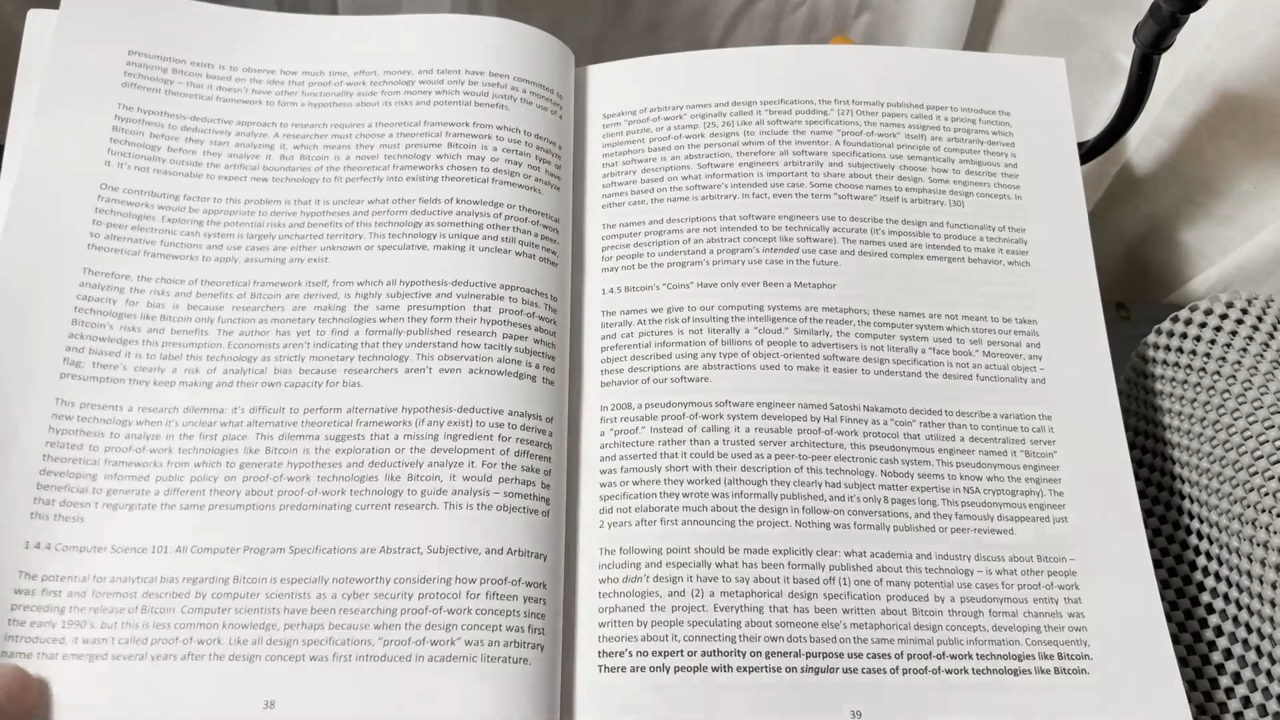 presumption exists is to observe how much time, effort, money, and talent have been committed to
analyzing Bitcoin based on the idea that proof-of-work technology would only be useful as a monetary
technology – that it doesn't have other functionality aside from money which would justify the use of a
different theoretical framework to form a hypothesis about its risks and potential benefits.
The hypothesis-deductive approach to research requires a theoretical framework from which to derive a
hypothesis to deductively analyze. A researcher must choose a theoretical framework to use to analyze
Bitcoin before they start analyzing it, which means they must presume Bitcoin is a certain type of
technology before they analyze it. But Bitcoin is a novel technology which may or may not have
functionality outside the artificial boundaries of the theoretical frameworks chosen to design or analyze
it. It's not reasonable to expect new technology to fit perfectly into existing theoretical frameworks.
One contributing factor to this problem is that it is unclear what other fields of knowledge or theoretical
frameworks would be appropriate to derive hypotheses and perform deductive analysis of proof-of-work
technologies. Exploring the potential risks and benefits of this technology as something other than a peer-
to-peer electronic cash system is largely uncharted territory. This technology is unique and still quite new,
so alternative functions and use cases are either unknown or speculative, making it unclear what other
theoretical frameworks to apply, assuming any exist.
Therefore, the choice of theoretical framework itself, from which all hypothesis-deductive approaches to
analyzing the risks and benefits of Bitcoin are derived, is highly subjective and vulnerable to bias. The
capacity for bias is because researchers are making the same presumption that proof-of-work
technologies like Bitcoin only function as monetary technologies when they form their hypotheses about
Bitcoin's risks and benefits. The author has yet to find a formally-published research paper which
acknowledges this presumption. Economists aren't indicating that they understand how tacitly subjective
and biased it is to label this technology as strictly monetary technology. This observation alone is a red
flag; there's clearly a risk of analytical bias because researchers aren't even acknowledging the
presumption they keep making and their own capacity for bias.
This presents a research dilemma: it's difficult to perform alternative hypothesis-deductive analysis of
new technology when it's unclear what alternative theoretical frameworks (if any exist) to use to derive a
hypothesis to analyze in the first place. This dilemma suggests that a missing ingredient for research
related to proof-of-work technologies like Bitcoin is the exploration or the development of different
theoretical frameworks from which to generate hypotheses and deductively analyze it. For the sake of
developing informed public policy on proof-of-work technologies like Bitcoin, it would perhaps be
beneficial to generate a different theory about proof-of-work technology to guide analysis – something
that doesn't regurgitate the same presumptions predominating current research. This is the objective of
this thesis.
1.4.4 Computer Science 101: All Computer Program Specifications are Abstract, Subjective, and Arbitrary
The potential for analytical bias regarding Bitcoin is especially noteworthy considering how proof-of-work
was first and foremost described by computer scientists as a cyber security protocol for fifteen years
preceding the release of Bitcoin. Computer scientists have been researching proof-of-work concepts since
the early 1990's, but this is less common knowledge, perhaps because when the design concept was first
introduced, it wasn't called proof-of-work. Like all design specifications, "proof-of-work" was an arbitrary
name that emerged several years after the design concept was first introduced in academic literature.
38
Speaking of arbitrary names and design specifications, the first formally published paper to introduce the
term "proof-of-work" originally called it "bread pudding." [27] Other papers called it a pricing function,
client puzzle, or a stamp. [25, 26] Like all software specifications, the names assigned to programs which
implement proof-of-work designs (to include the name "proof-of-work" itself) are arbitrarily-derived
metaphors based on the personal whim of the inventor. A foundational principle of computer theory is
that software is an abstraction, therefore all software specifications use semantically ambiguous and
arbitrary descriptions. Software engineers arbitrarily and subjectively choose how to describe their
software based on what information is important to share about their design. Some engineers choose
names based on the software's intended use case. Some choose names to emphasize design concepts. In
either case, the name is arbitrary. In fact, even the term "software" itself is arbitrary. [30]
The names and descriptions that software engineers use to describe the design and functionality of their
computer programs are not intended to be technically accurate (it's impossible to produce a technically
precise description of an abstract concept like software). The names used are intended to make it easier
for people to understand a program's intended use case and desired complex emergent behavior, which
may not be the program's primary use case in the future.
1.4.5 Bitcoin's "Coins" Have only ever Been a Metaphor
The names we give to our computing systems are metaphors; these names are not meant to be taken
literally. At the risk of insulting the intelligence of the reader, the computer system which stores our emails
and cat pictures is not literally a "cloud." Similarly, the computer system used to sell personal and
preferential information of billions of people to advertisers is not literally a "face book." Moreover, any
object described using any type of object-oriented software design specification is not an actual object –
these descriptions are abstractions used to make it easier to understand the desired functionality and
behavior of our software.
In 2008, a pseudonymous software engineer named Satoshi Nakamoto decided to describe a variation the
first reusable proof-of-work system developed by Hal Finney as a "coin" rather than to continue to call it
a "proof." Instead of calling it a reusable proof-of-work protocol that utilized a decentralized server
architecture rather than a trusted server architecture, this pseudonymous engineer named it "Bitcoin"
and asserted that it could be used as a peer-to-peer electronic cash system. This pseudonymous engineer
was famously short with their description of this technology. Nobody seems to know who the engineer
was or where they worked (although they clearly had subject matter expertise in NSA cryptography). The
specification they wrote was informally published, and it's only 8 pages long. This pseudonymous engineer
did not elaborate much about the design in follow-on conversations, and they famously disappeared just
2 years after first announcing the project. Nothing was formally published or peer-reviewed.
The following point should be made explicitly clear: what academia and industry discuss about Bitcoin –
including and especially what has been formally published about this technology – is what other people
who didn't design it have to say about it based off (1) one of many potential use cases for proof-of-work
technologies, and (2) a metaphorical design specification produced by a pseudonymous entity that
orphaned the project. Everything that has been written about Bitcoin through formal channels was
written by people speculating about someone else's metaphorical design concepts, developing their own
theories about it, connecting their own dots based on the same minimal public information. Consequently,
there's no expert or authority on general-purpose use cases of proof-of-work technologies like Bitcoin.
There are only people with expertise on singular use cases of proof-of-work technologies like Bitcoin.
39